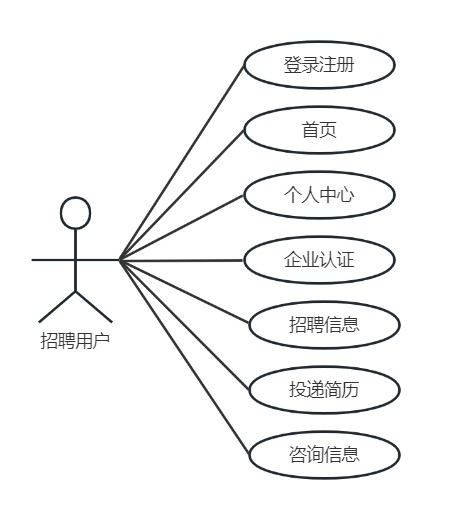 登录注册
首页
个人中心
企业认证
招聘信息
投递简历
咨询信息
招聘用户